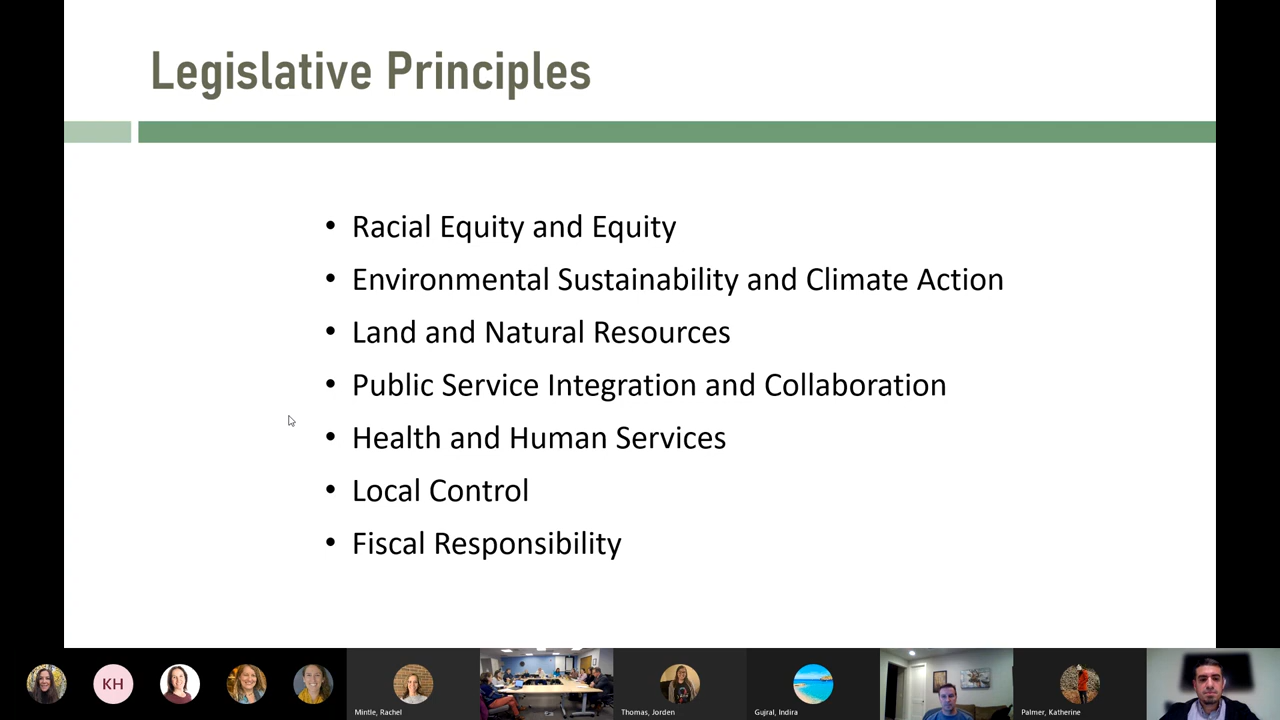 Legislative Principles
• Racial Equity and Equity
• Environmental Sustainability and Climate Action
• Land and Natural Resources
• Public Service Integration and Collaboration
• Health and Human Services
• Local Control
• Fiscal Responsibility
KH
Mintle, Rachel
Thomas, Jorden
Gujral, Indira
Palmer, Katherine